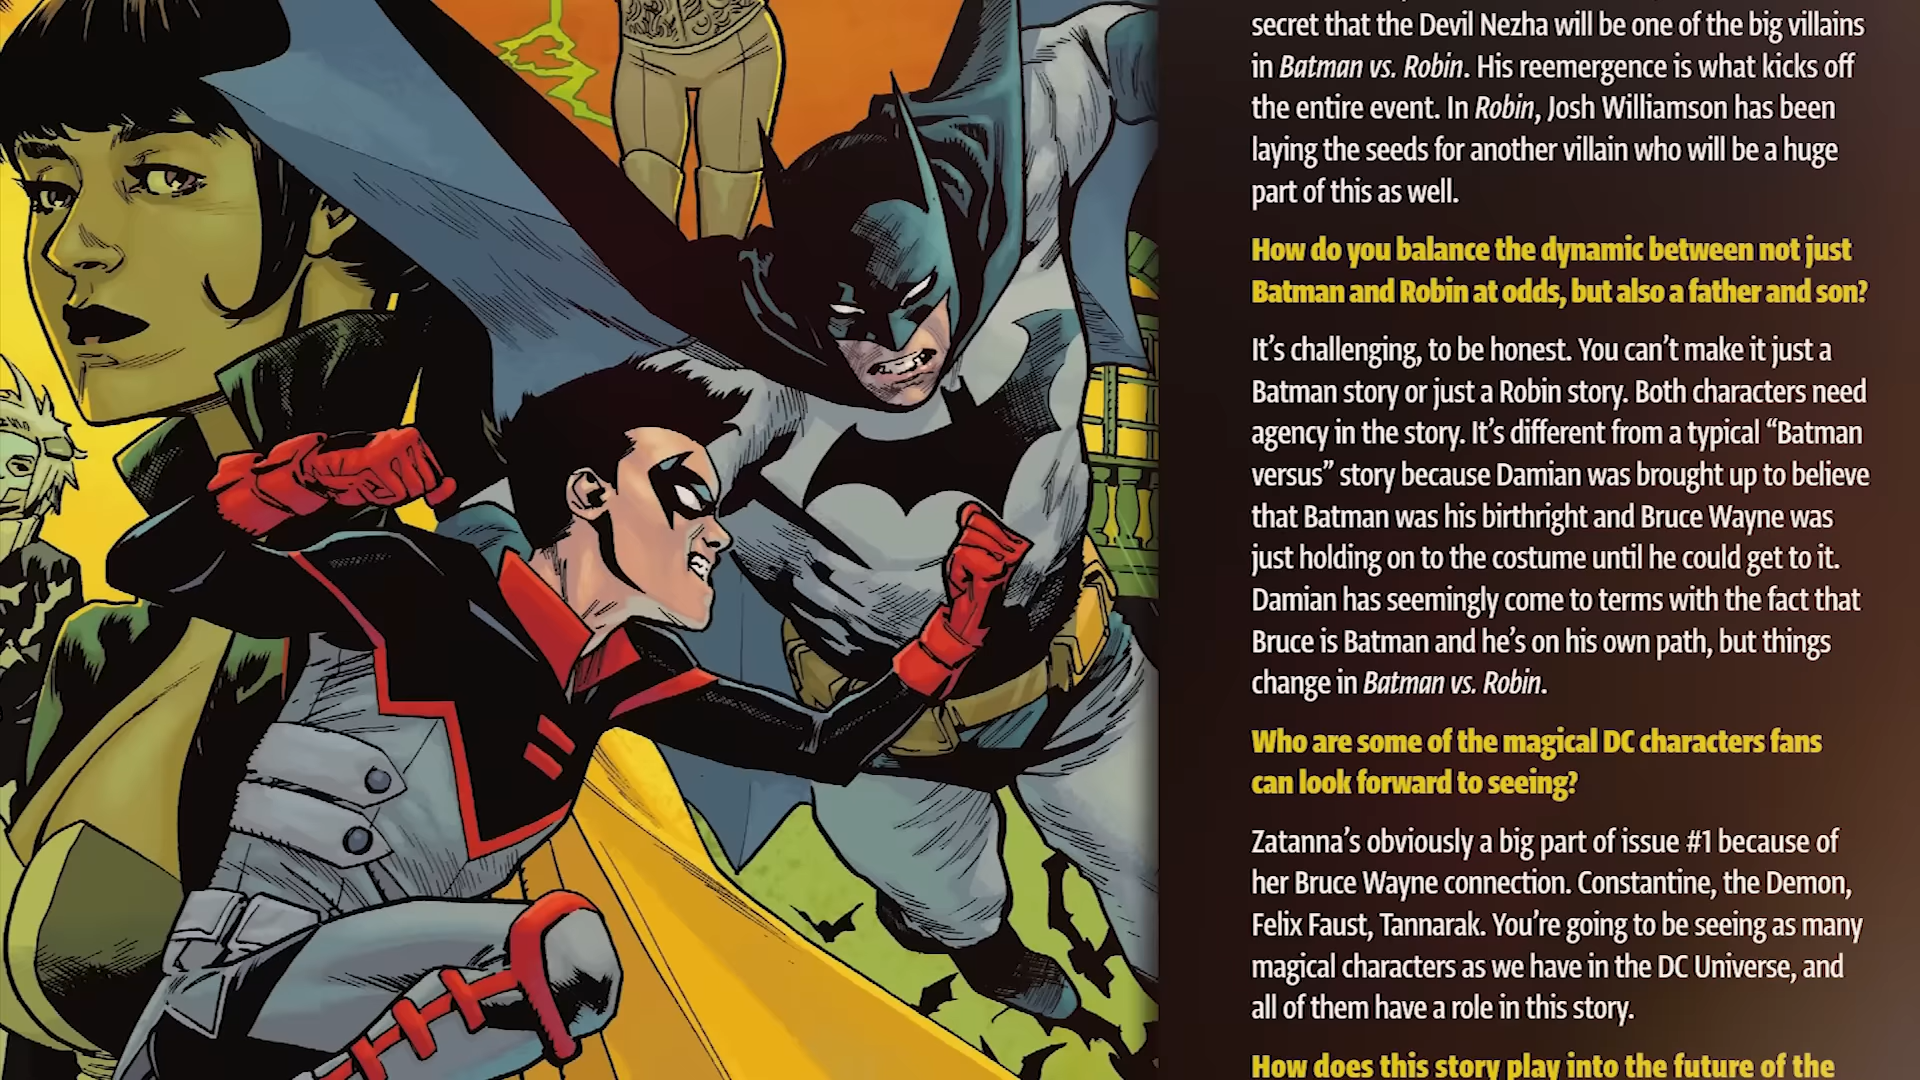 secret that the Devil Nezha will be one of the big villains
in Batman vs. Robin. His reemergence is what kicks off
the entire event. In Robin, Josh Williamson has been
laying the seeds for another villain who will be a huge
part of this as well.
How do you balance the dynamic between not just
Batman and Robin at odds, but also a father and son?
It’s challenging, to be honest. You can’t make it just a
Batman story or just a Robin story. Both characters need
agency in the story. It’s different from a typical “Batman
versus” story because Damian was brought up to believe
that Batman was his birthright and Bruce Wayne was
just holding on to the costume until he could get to it.
Damian has seemingly come to terms with the fact that
Bruce is Batman and he’s on his own path, but things
change in Batman vs. Robin.
Who are some of the magical DC characters fans
can look forward to seeing?
Zatanna’s obviously a big part of issue #1 because of
her Bruce Wayne connection. Constantine, the Demon,
Felix Faust, Tannarak. You’re going to be seeing as many
magical characters as we have in the DC Universe, and
all of them have a role in this story.
How does this story play into the future of the